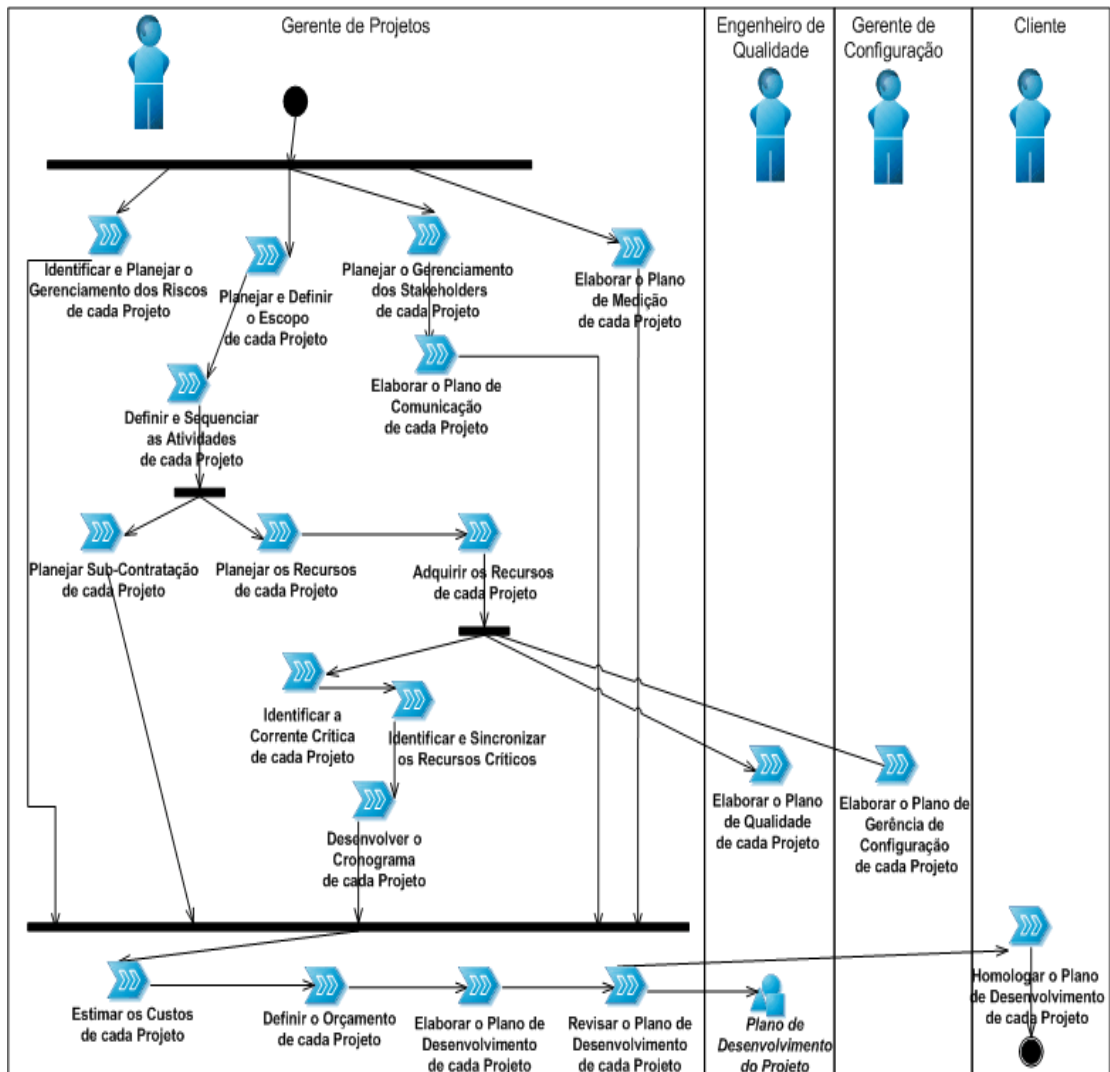 Gerente de Projetos
Engenheiro de
Qualidade
Gerente de
Configuração
Cliente
Identificar e Planejar o
Gerenciamento dos Riscos
de cada Projeto
Planejar e Definir
o Escopo
de cada Projeto
Planejar o Gerenciamento
dos Stakeholders
de cada Projeto
Elaborar o Plano
de Medição
de cada Projeto
Elaborar o Plano de
Comunicação
de cada Projeto
Definir e Sequenciar
as Atividades
de cada Projeto
Planejar Sub-Contratação
de cada Projeto
Planejar os Recursos
de cada Projeto
Adquirir os Recursos
de cada Projeto
Identificar a
Corrente Crítica
de cada Projeto
Identificar e Sincronizar
os Recursos Críticos
Desenvolver o
Cronograma
de cada Projeto
Elaborar o Plano
de Qualidade
de cada Projeto
Elaborar o Plano de
Gerência de
Configuração
de cada Projeto
Estimar os Custos
de cada Projeto
Definir o Orçamento
de cada Projeto
Elaborar o Plano de
Desenvolvimento
de cada Projeto
Revisar o Plano de
Desenvolvimento
de cada Projeto
Plano de
Desenvolvimento
do Projeto
Homologar o Plano
de Desenvolvimento
de cada Projeto